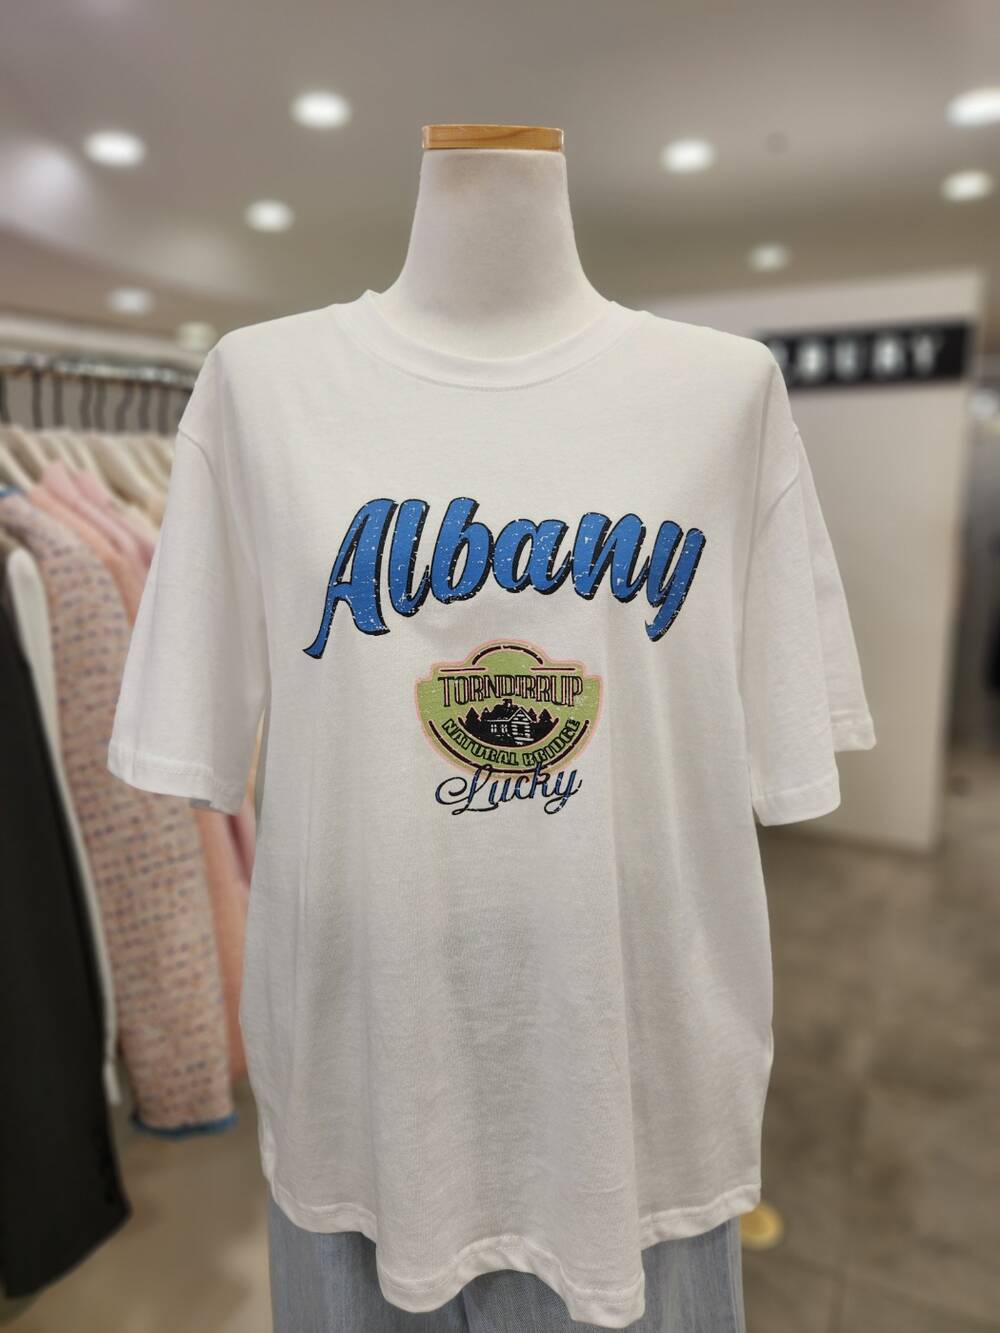 Albany
TORNDIRRUP
NATURAL BRIDGE
Lucky